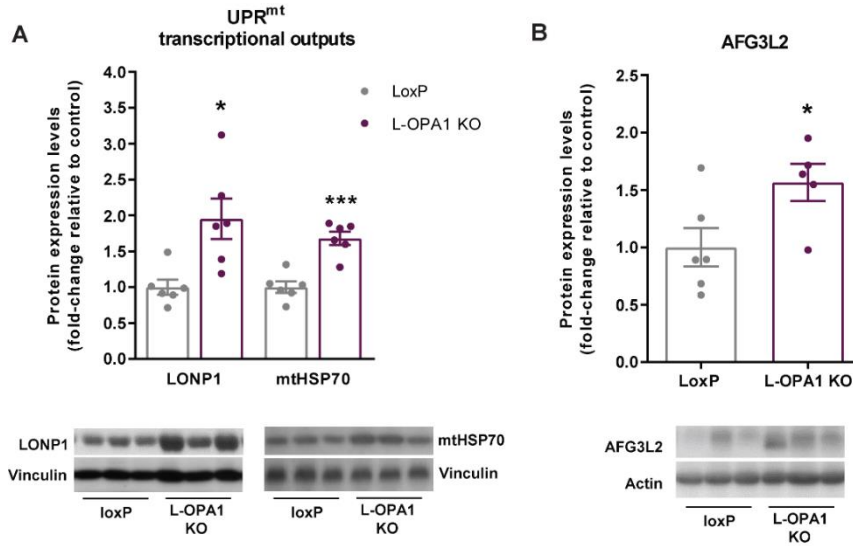 A
UPRmt
transcriptional outputs
Protein expression levels
(fold-change relative to control)
4.0
3.5
3.0
2.5
2.0
1.5
1.0
0.5
0.0
*
***
LoxP
L-OPA1 KO
LONP1
mtHSP70
LONP1
Vinculin
mtHSP70
Vinculin
loxP
L-OPA1
KO
loxP
L-OPA1
KO
B
AFG3L2
Protein expression levels
(fold-change relative to control)
2.5
2.0
1.5
1.0
0.5
0.0
*
LoxP
L-OPA1 KO
AFG3L2
Actin
loxP
L-OPA1
KO